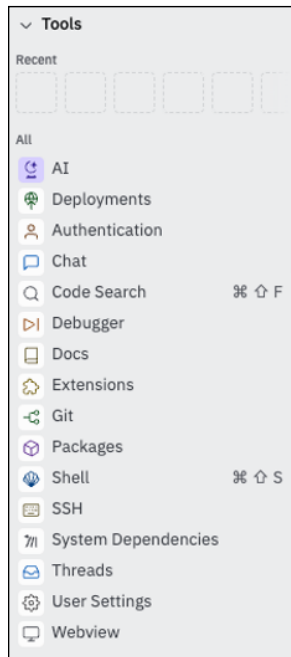 Tools
Recent
All
AI
Deployments
Authentication
Chat
Code Search ⌘ ⇧ F
Debugger
Docs
Extensions
Git
Packages
Shell ⌘ ⇧ S
SSH
System Dependencies
Threads
User Settings
Webview